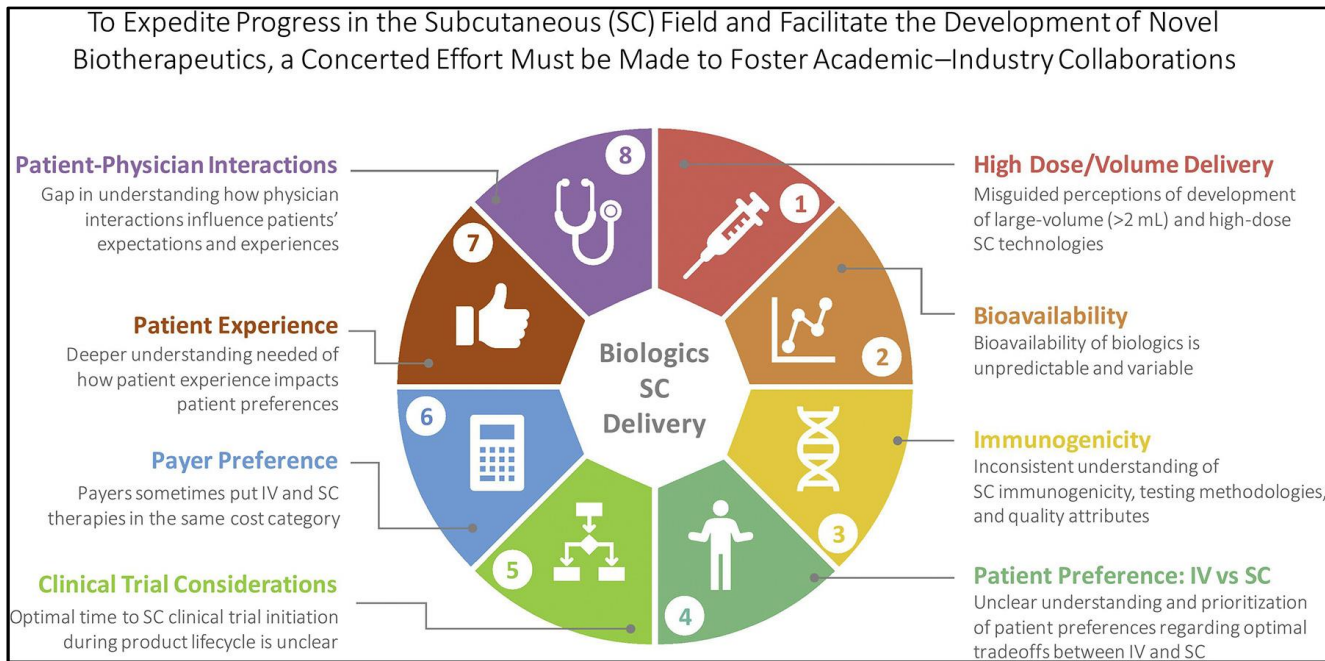 To Expedite Progress in the Subcutaneous (SC) Field and Facilitate the Development of Novel
Biotherapeutics, a Concerted Effort Must be Made to Foster Academic–Industry Collaborations
1
High Dose/Volume Delivery
Misguided perceptions of development
of large-volume (>2 mL) and high-dose
SC technologies
2
Bioavailability
Bioavailability of biologics is
unpredictable and variable
3
Immunogenicity
Inconsistent understanding of
SC immunogenicity, testing methodologies,
and quality attributes
4
Patient Preference: IV vs SC
Unclear understanding and prioritization
of patient preferences regarding optimal
tradeoffs between IV and SC
5
Clinical Trial Considerations
Optimal time to SC clinical trial initiation
during product lifecycle is unclear
6
Payer Preference
Payers sometimes put IV and SC
therapies in the same cost category
7
Patient Experience
Deeper understanding needed of
how patient experience impacts
patient preferences
8
Patient-Physician Interactions
Gap in understanding how physician
interactions influence patients’
expectations and experiences
Biologics
SC
Delivery